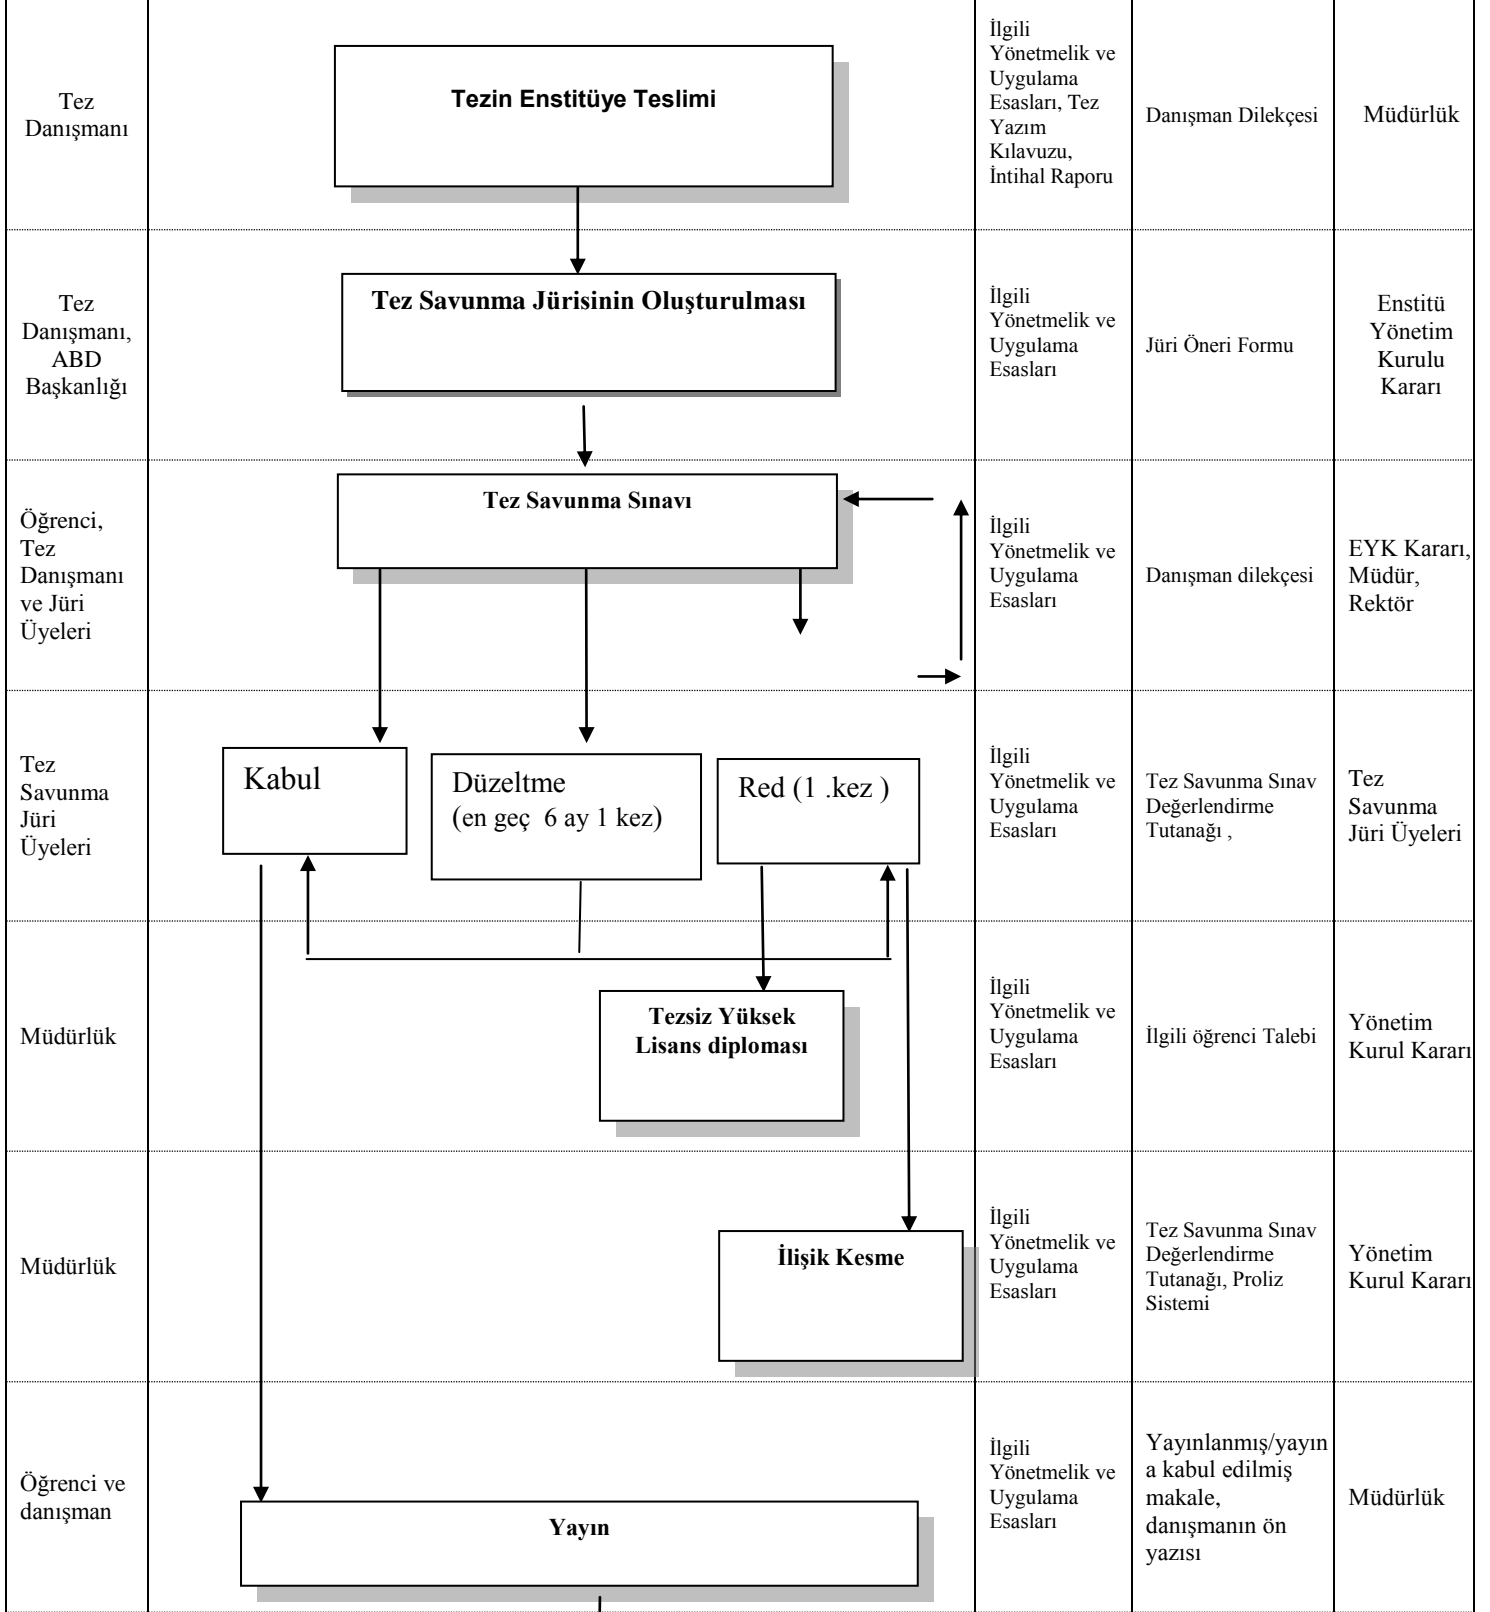 Tez
Danışmanı
Tezin Enstitüye Teslimi
İlgili
Yönetmelik ve
Uygulama
Esasları, Tez
Yazım
Kılavuzu,
İntihal Raporu
Danışman Dilekçesi
Müdürlük
Tez
Danışmanı,
ABD
Başkanlığı
Tez Savunma Jürisinin Oluşturulması
İlgili
Yönetmelik ve
Uygulama
Esasları
Jüri Öneri Formu
Enstitü
Yönetim
Kurulu
Kararı
Öğrenci,
Tez
Danışmanı
ve Jüri
Üyeleri
Tez Savunma Sınavı
İlgili
Yönetmelik ve
Uygulama
Esasları
Danışman dilekçesi
EYK Kararı,
Müdür,
Rektör
Tez
Savunma
Jüri
Üyeleri
Kabul
Düzeltme
(en geç  6 ay 1 kez)
Red (1 .kez )
İlgili
Yönetmelik ve
Uygulama
Esasları
Tez Savunma Sınav
Değerlendirme
Tutanağı ,
Tez
Savunma
Jüri Üyeleri
Müdürlük
Tezsiz Yüksek
Lisans diploması
İlgili
Yönetmelik ve
Uygulama
Esasları
İlgili öğrenci Talebi
Yönetim
Kurul Kararı
Müdürlük
İlişik Kesme
İlgili
Yönetmelik ve
Uygulama
Esasları
Tez Savunma Sınav
Değerlendirme
Tutanağı, Proliz
Sistemi
Yönetim
Kurul Kararı
Öğrenci ve
danışman
Yayın
İlgili
Yönetmelik ve
Uygulama
Esasları
Yayınlanmış/yayın
a kabul edilmiş
makale,
danışmanın ön
yazısı
Müdürlük